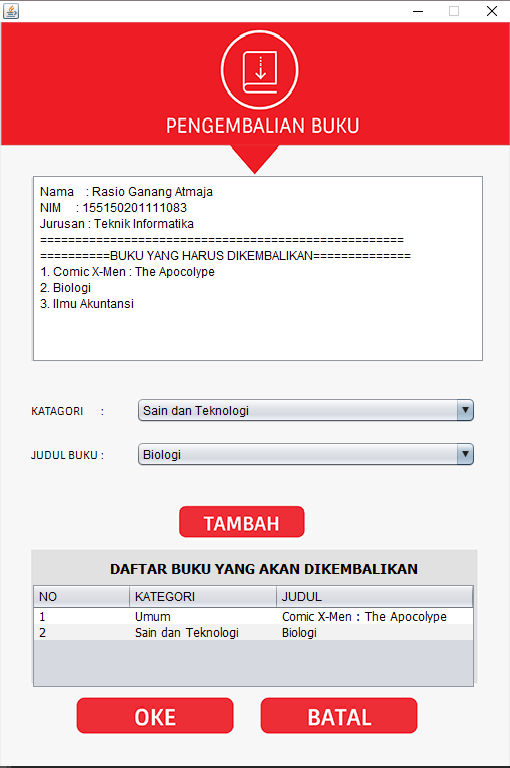 PENGEMBALIAN BUKU
Nama : Rasio Ganang Atmaja
NIM : 155150201111083
Jurusan : Teknik Informatika
====================================================
==========BUKU YANG HARUS DIKEMBALIKAN==============
1. Comic X-Men : The Apocolype
2. Biologi
3. Ilmu Akuntansi
KATAGORI : Sain dan Teknologi
JUDUL BUKU : Biologi
TAMBAH
DAFTAR BUKU YANG AKAN DIKEMBALIKAN
NO KATEGORI JUDUL
1 Umum Comic X-Men : The Apocolype
2 Sain dan Teknologi Biologi
OKE BATAL